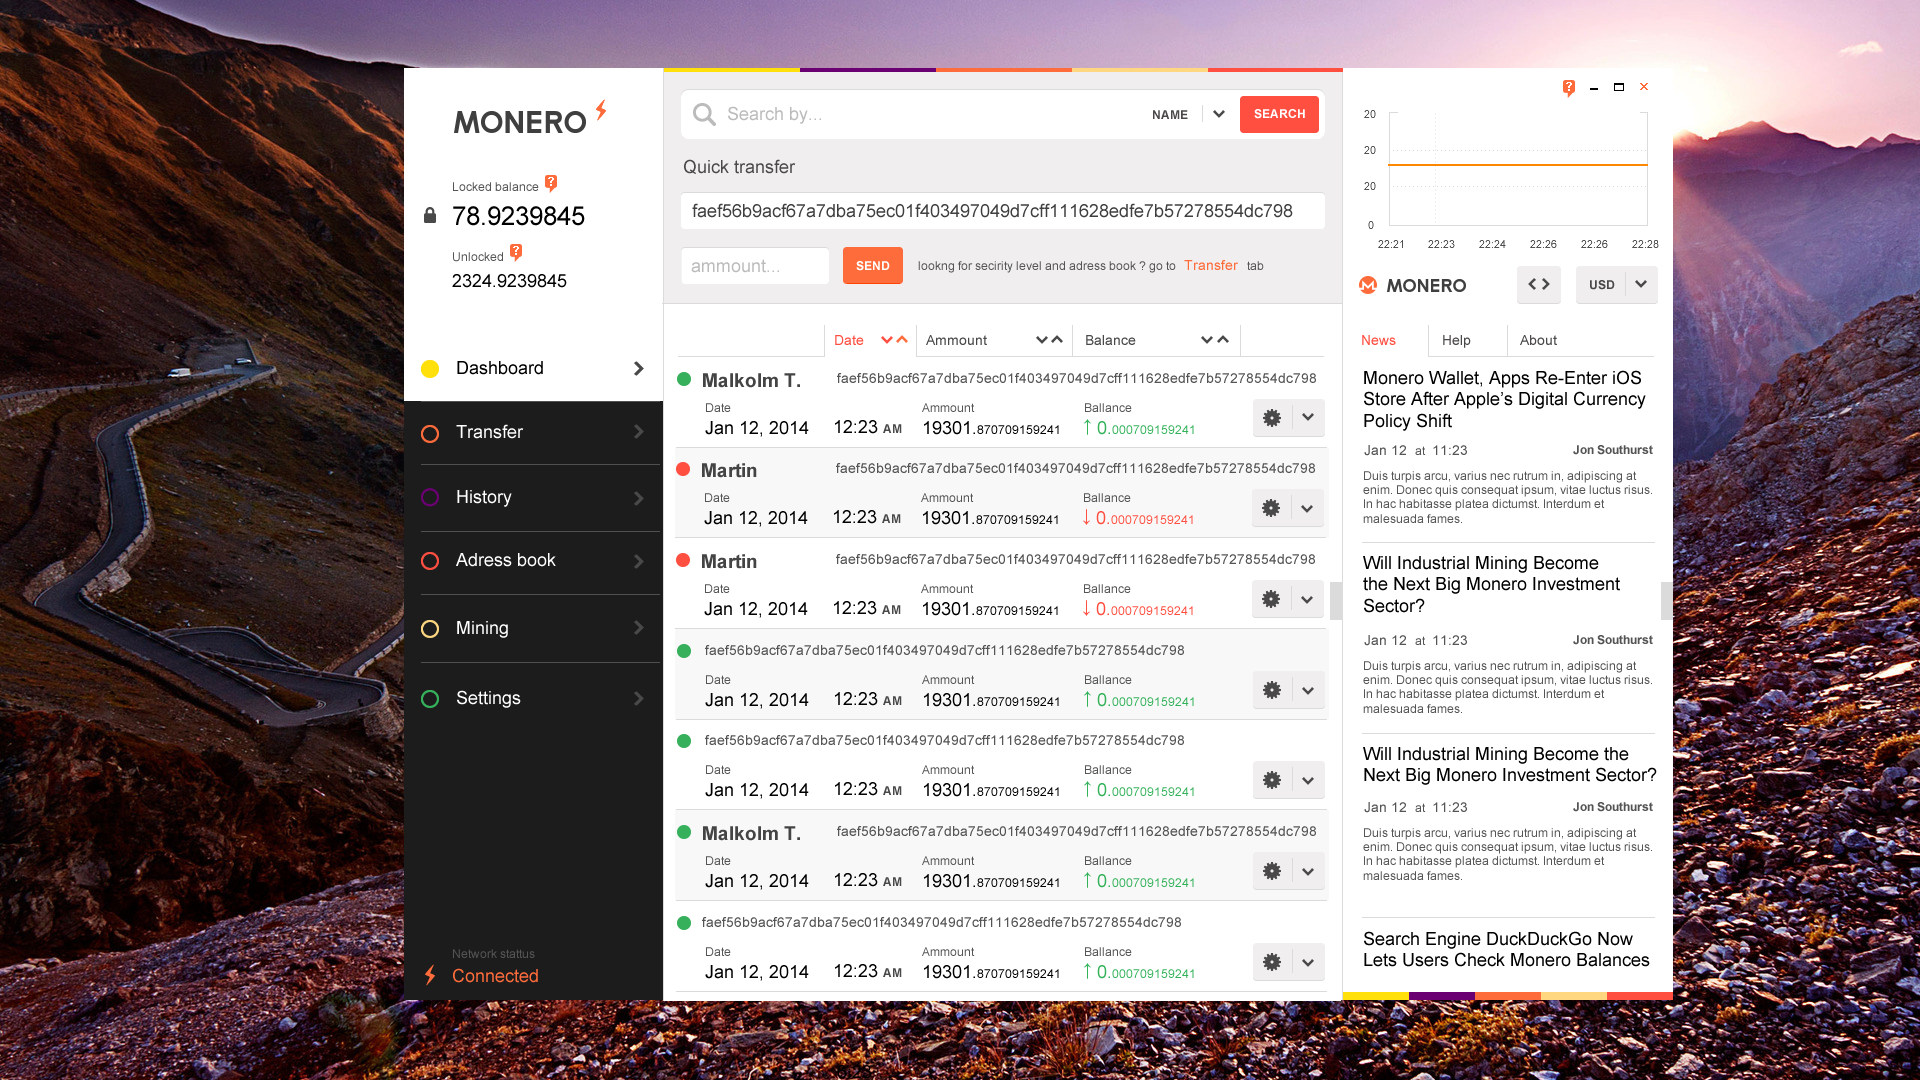 MONERO
Locked balance ?
78.9239845
Unlocked ?
2324.9239845
Dashboard
Transfer
History
Adress book
Mining
Settings
Network stattus
Connected
Search by...
NAME
SEARCH
Quick transfer
faef56b9acf67a7dba75ec01f403497049d7cff111628edfe7b57278554dc798
ammount...
SEND
lookng for secirity level and adress book ? go to Transfer tab
Date Ammount Balance
Malkolm T. faef56b9acf67a7dba75ec01f403497049d7cff111628edfe7b57278554dc798
Date Ammount Ballance
Jan 12, 2014 12:23 AM 19301.870709159241 ↑ 0.000709159241
Martin faef56b9acf67a7dba75ec01f403497049d7cff111628edfe7b57278554dc798
Date Ammount Ballance
Jan 12, 2014 12:23 AM 19301.870709159241 ↓ 0.000709159241
Martin faef56b9acf67a7dba75ec01f403497049d7cff111628edfe7b57278554dc798
Date Ammount Ballance
Jan 12, 2014 12:23 AM 19301.870709159241 ↓ 0.000709159241
faef56b9acf67a7dba75ec01f403497049d7cff111628edfe7b57278554dc798
Date Ammount Ballance
Jan 12, 2014 12:23 AM 19301.870709159241 ↑ 0.000709159241
faef56b9acf67a7dba75ec01f403497049d7cff111628edfe7b57278554dc798
Date Ammount Ballance
Jan 12, 2014 12:23 AM 19301.870709159241 ↑ 0.000709159241
Malkolm T. faef56b9acf67a7dba75ec01f403497049d7cff111628edfe7b57278554dc798
Date Ammount Ballance
Jan 12, 2014 12:23 AM 19301.870709159241 ↑ 0.000709159241
faef56b9acf67a7dba75ec01f403497049d7cff111628edfe7b57278554dc798
Date Ammount Ballance
Jan 12, 2014 12:23 AM 19301.870709159241 ↑ 0.000709159241
?
20
20
20
0
22:21 22:23 22:24 22:26 22:26 22:28
MONERO
USD
News Help About
Monero Wallet, Apps Re-Enter iOS
Store After Apple’s Digital Currency
Policy Shift
Jan 12 at 11:23 Jon Southurst
Duis turpis arcu, varius nec rutrum in, adipiscing at
enim. Donec quis consequat ipsum, vitae luctus risus.
In hac habitasse platea dictumst. Interdum et
malesuada fames.
Will Industrial Mining Become
the Next Big Monero Investment
Sector?
Jan 12 at 11:23 Jon Southurst
Duis turpis arcu, varius nec rutrum in, adipiscing at
enim. Donec quis consequat ipsum, vitae luctus risus.
In hac habitasse platea dictumst. Interdum et
malesuada fames.
Will Industrial Mining Become the
Next Big Monero Investment Sector?
Jan 12 at 11:23 Jon Southurst
Duis turpis arcu, varius nec rutrum in, adipiscing at
enim. Donec quis consequat ipsum, vitae luctus risus.
In hac habitasse platea dictumst. Interdum et
malesuada fames.
Search Engine DuckDuckGo Now
Lets Users Check Monero Balances